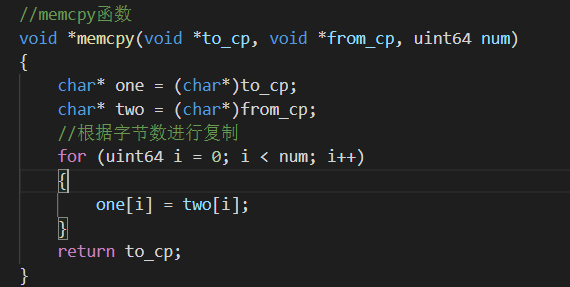 //memcpy函数
void *memcpy(void *to_cp, void *from_cp, uint64 num)
{
    char* one = (char*)to_cp;
    char* two = (char*)from_cp;
    //根据字节数进行复制
    for (uint64 i = 0; i < num; i++)
    {
        one[i] = two[i];
    }
    return to_cp;
}